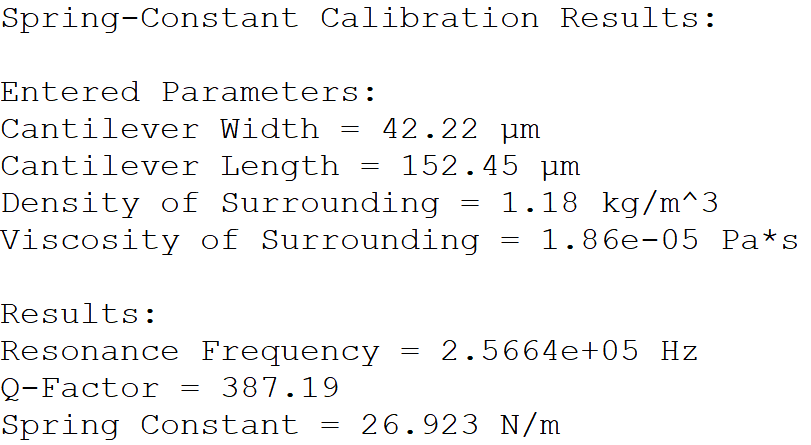 Spring-Constant Calibration Results:
Entered Parameters:
Cantilever Width = 42.22 µm
Cantilever Length = 152.45 µm
Density of Surrounding = 1.18 kg/m^3
Viscosity of Surrounding = 1.86e-05 Pa*s
Results:
Resonance Frequency = 2.5664e+05 Hz
Q-Factor = 387.19
Spring Constant = 26.923 N/m